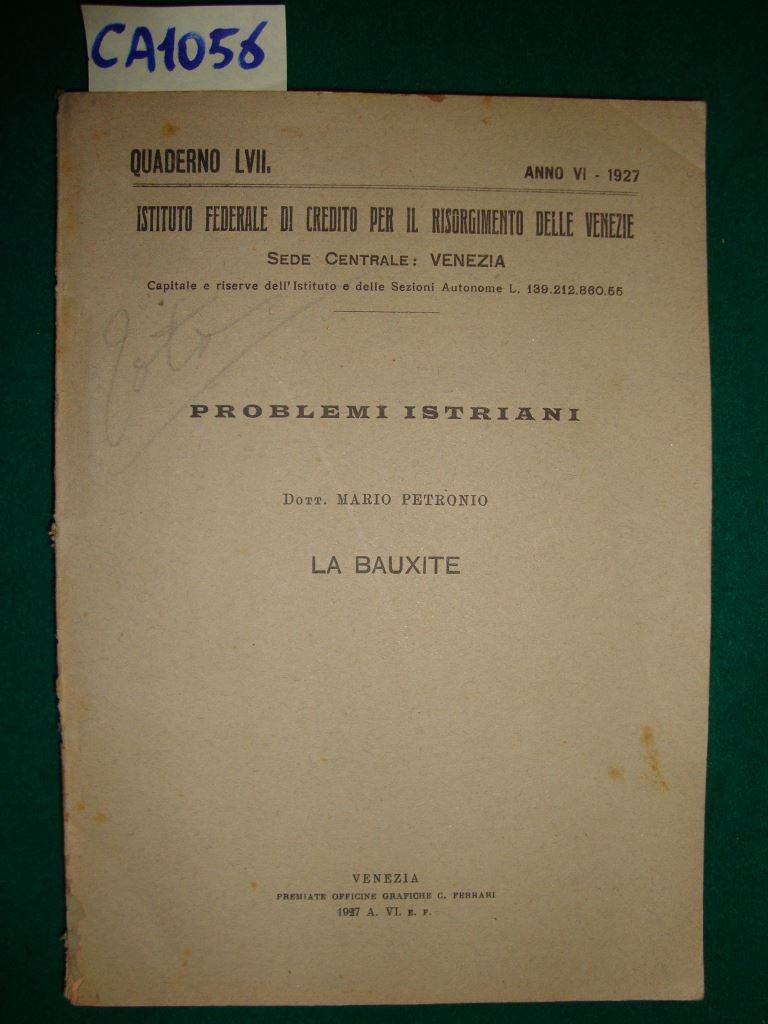 CA1056
QUADERNO LVII.
ANNO VI - 1927
ISTITUTO FEDERALE DI CREDITO PER IL RISORGIMENTO DELLE VENEZIE
SEDE CENTRALE: VENEZIA
Capitale e riserve dell'Istituto e delle Sezioni Autonome L. 139.212.860.55
PROBLEMI ISTRIANI
DOTT. MARIO PETRONIO
LA BAUXITE
VENEZIA
PREMIATE OFFICINE GRAFICHE C. FERRARI
1927 A. VI. E. F.